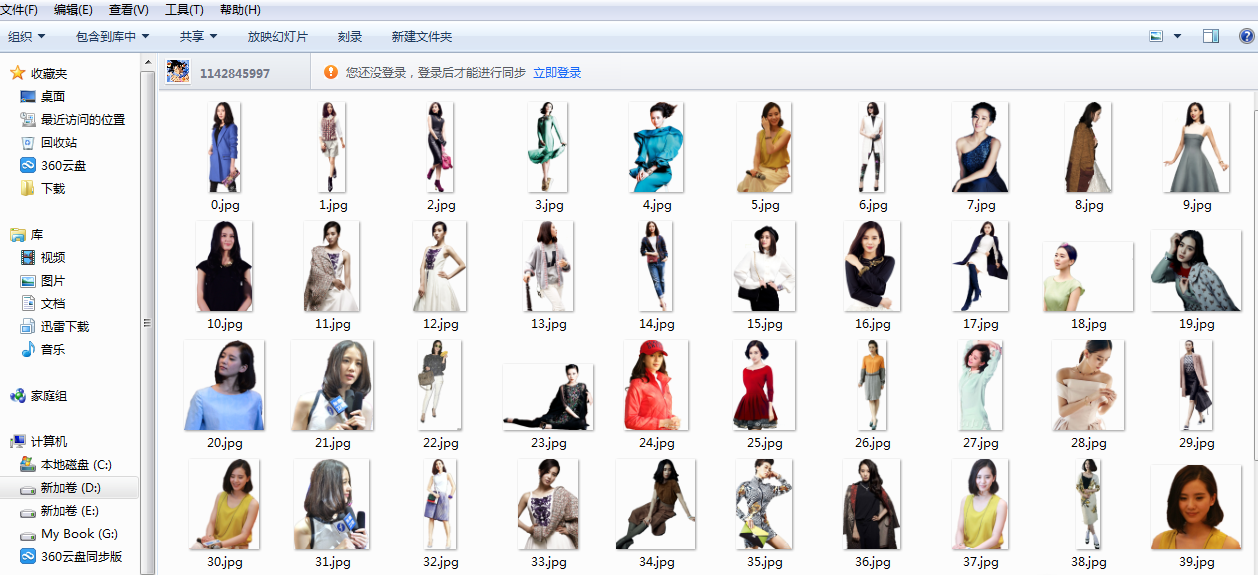 文件(F) 编辑(E) 查看(V) 工具(T) 帮助(H)
组织 包含到库中 共享 放映幻灯片 刻录 新建文件夹
收藏夹
桌面
最近访问的位置
回收站
360云盘
下载
库
视频
图片
文档
迅雷下载
音乐
家庭组
计算机
本地磁盘 (C:)
新加卷 (D:)
新加卷 (E:)
My Book (G:)
360云盘同步版
1142845997 您还没登录，登录后才能进行同步 立即登录
0.jpg 1.jpg 2.jpg 3.jpg 4.jpg 5.jpg 6.jpg 7.jpg 8.jpg 9.jpg
10.jpg 11.jpg 12.jpg 13.jpg 14.jpg 15.jpg 16.jpg 17.jpg 18.jpg 19.jpg
20.jpg 21.jpg 22.jpg 23.jpg 24.jpg 25.jpg 26.jpg 27.jpg 28.jpg 29.jpg
30.jpg 31.jpg 32.jpg 33.jpg 34.jpg 35.jpg 36.jpg 37.jpg 38.jpg 39.jpg